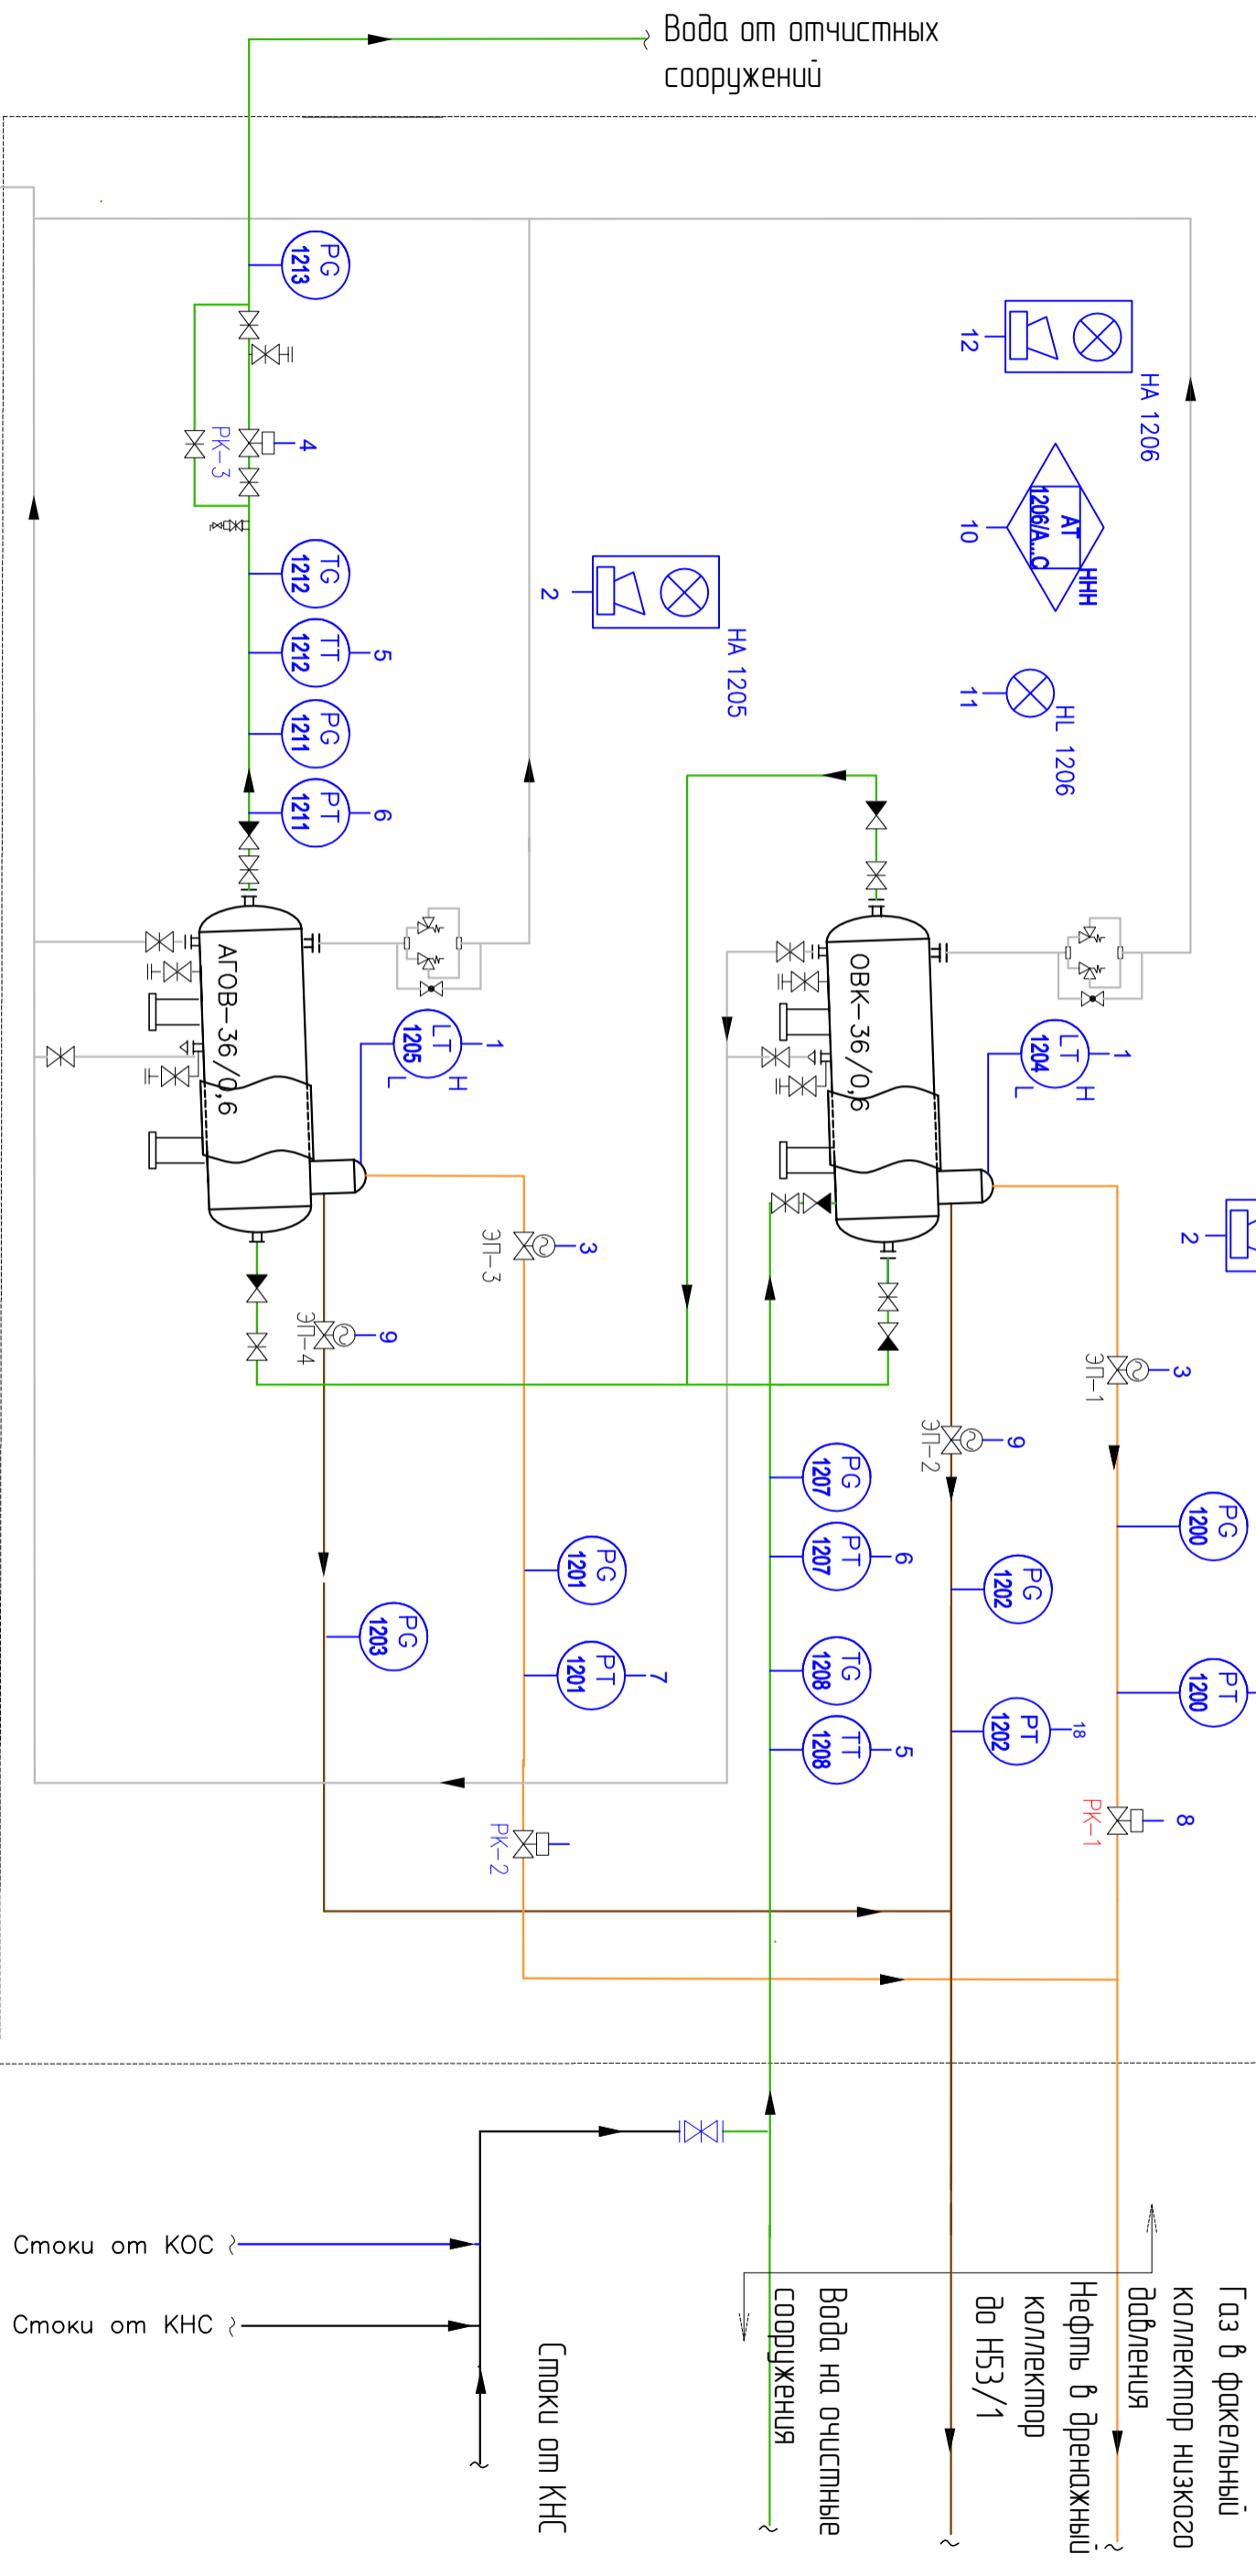 Вода от отчистных
сооружений
PG
1213
4
РК-3
TG
1212
TT
1212
5
PG
1211
PT
1211
6
12
HA 1206
AT
1206/A...C
HHH
10
11
HL 1206
2
HA 1205
АГОВ-36/0,6
LT
1205
1
H
L
ОВК-36/0,6
LT
1204
1
H
L
2
ЭП-3
3
ЭП-4
9
ЭП-1
3
ЭП-2
9
PG
1207
PT
1207
6
PG
1200
PG
1201
PG
1202
PG
1203
PT
1201
7
TG
1208
TT
1208
5
PT
1202
18
PT
1200
РК-1
8
РК-2
Стоки от КОС
Стоки от КНС
Стоки от КНС
Вода на очистные
сооружения
Нефть в дренажный
коллектор
до Н53/1
Газ в факельный
коллектор низкого
давления